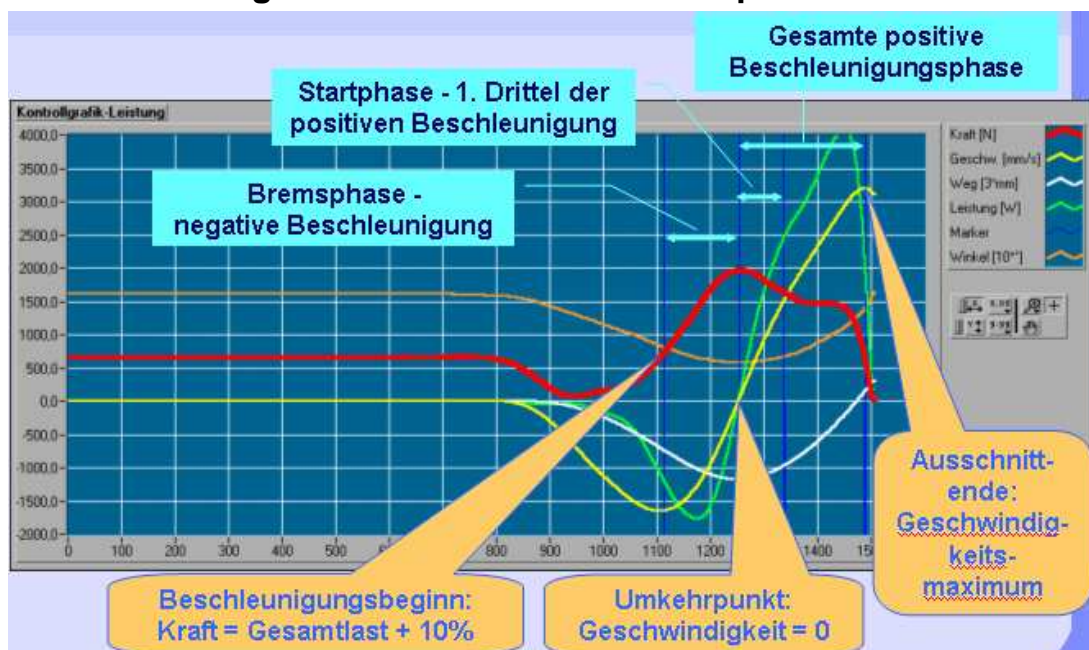 Gesamte positive
Beschleunigungsphase
Startphase - 1. Drittel der
positiven Beschleunigung
Bremsphase -
negative Beschleunigung
Kontrollgrafik-Leistung
4000,0
3500,0
3000,0
2500,0
2000,0
1500,0
1000,0
500,0
0,0
-500,0
-1000,0
-1500,0
-2000,0
0 100 200 300 400 500 800 900 1000 1100 1200 1400
Kraft [N]
Geschw. [mm/s]
Weg [3*mm]
Leistung [W]
Marker
Winkel [10*°]
Beschleunigungsbeginn:
Kraft = Gesamtlast + 10%
Umkehrpunkt:
Geschwindigkeit = 0
Ausschnitt-
ende:
Geschwindig-
keits-
maximum